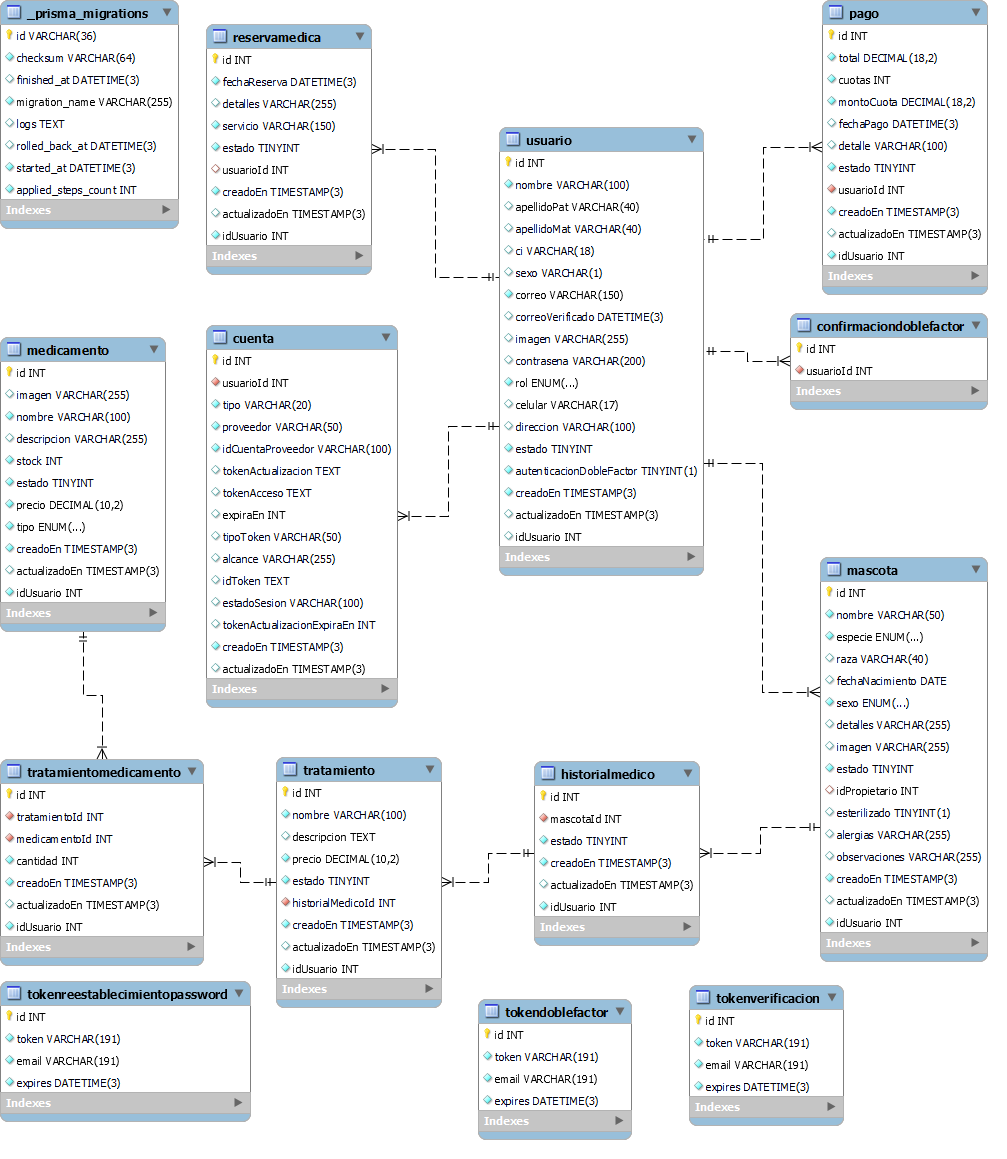 _prisma_migrations
id VARCHAR(36)
checksum VARCHAR(64)
finished_at DATETIME(3)
migration_name VARCHAR(255)
logs TEXT
rolled_back_at DATETIME(3)
started_at DATETIME(3)
applied_steps_count INT
Indexes
reservamedica
id INT
fechaReserva DATETIME(3)
detalles VARCHAR(255)
servicio VARCHAR(150)
estado TINYINT
usuarioId INT
creadoEn TIMESTAMP(3)
actualizadoEn TIMESTAMP(3)
idUsuario INT
Indexes
usuario
id INT
nombre VARCHAR(100)
apellidoPat VARCHAR(40)
apellidoMat VARCHAR(40)
ci VARCHAR(18)
sexo VARCHAR(1)
correo VARCHAR(150)
correoVerificado DATETIME(3)
imagen VARCHAR(255)
contrasena VARCHAR(200)
rol ENUM(...)
celular VARCHAR(17)
direccion VARCHAR(100)
estado TINYINT
autenticacionDobleFactor TINYINT(1)
creadoEn TIMESTAMP(3)
actualizadoEn TIMESTAMP(3)
idUsuario INT
Indexes
pago
id INT
total DECIMAL(18,2)
cuotas INT
montoCuota DECIMAL(18,2)
fechaPago DATETIME(3)
detalle VARCHAR(100)
estado TINYINT
usuarioId INT
creadoEn TIMESTAMP(3)
actualizadoEn TIMESTAMP(3)
idUsuario INT
Indexes
confirmaciondoblefactor
id INT
usuarioId INT
Indexes
medicamento
id INT
imagen VARCHAR(255)
nombre VARCHAR(100)
descripcion VARCHAR(255)
stock INT
estado TINYINT
precio DECIMAL(10,2)
tipo ENUM(...)
creadoEn TIMESTAMP(3)
actualizadoEn TIMESTAMP(3)
idUsuario INT
Indexes
cuenta
id INT
usuarioId INT
tipo VARCHAR(20)
proveedor VARCHAR(50)
idCuentaProveedor VARCHAR(100)
tokenActualizacion TEXT
tokenAcceso TEXT
expiraEn INT
tipoToken VARCHAR(50)
alcance VARCHAR(255)
idToken TEXT
estadoSesion VARCHAR(100)
tokenActualizacionExpiraEn INT
creadoEn TIMESTAMP(3)
actualizadoEn TIMESTAMP(3)
Indexes
mascota
id INT
nombre VARCHAR(50)
especie ENUM(...)
raza VARCHAR(40)
fechaNacimiento DATE
sexo ENUM(...)
detalles VARCHAR(255)
imagen VARCHAR(255)
estado TINYINT
idPropietario INT
esterilizado TINYINT(1)
alergias VARCHAR(255)
observaciones VARCHAR(255)
creadoEn TIMESTAMP(3)
actualizadoEn TIMESTAMP(3)
idUsuario INT
Indexes
tratamientomedicamento
id INT
tratamientoId INT
medicamentoId INT
cantidad INT
creadoEn TIMESTAMP(3)
actualizadoEn TIMESTAMP(3)
idUsuario INT
Indexes
tratamiento
id INT
nombre VARCHAR(100)
descripcion TEXT
precio DECIMAL(10,2)
estado TINYINT
historialMedicoId INT
creadoEn TIMESTAMP(3)
actualizadoEn TIMESTAMP(3)
idUsuario INT
Indexes
historialmedico
id INT
mascotaId INT
estado TINYINT
creadoEn TIMESTAMP(3)
actualizadoEn TIMESTAMP(3)
idUsuario INT
Indexes
tokenreestablecimientopassword
id INT
token VARCHAR(191)
email VARCHAR(191)
expires DATETIME(3)
Indexes
tokendoblefactor
id INT
token VARCHAR(191)
email VARCHAR(191)
expires DATETIME(3)
Indexes
tokenverificacion
id INT
token VARCHAR(191)
email VARCHAR(191)
expires DATETIME(3)
Indexes